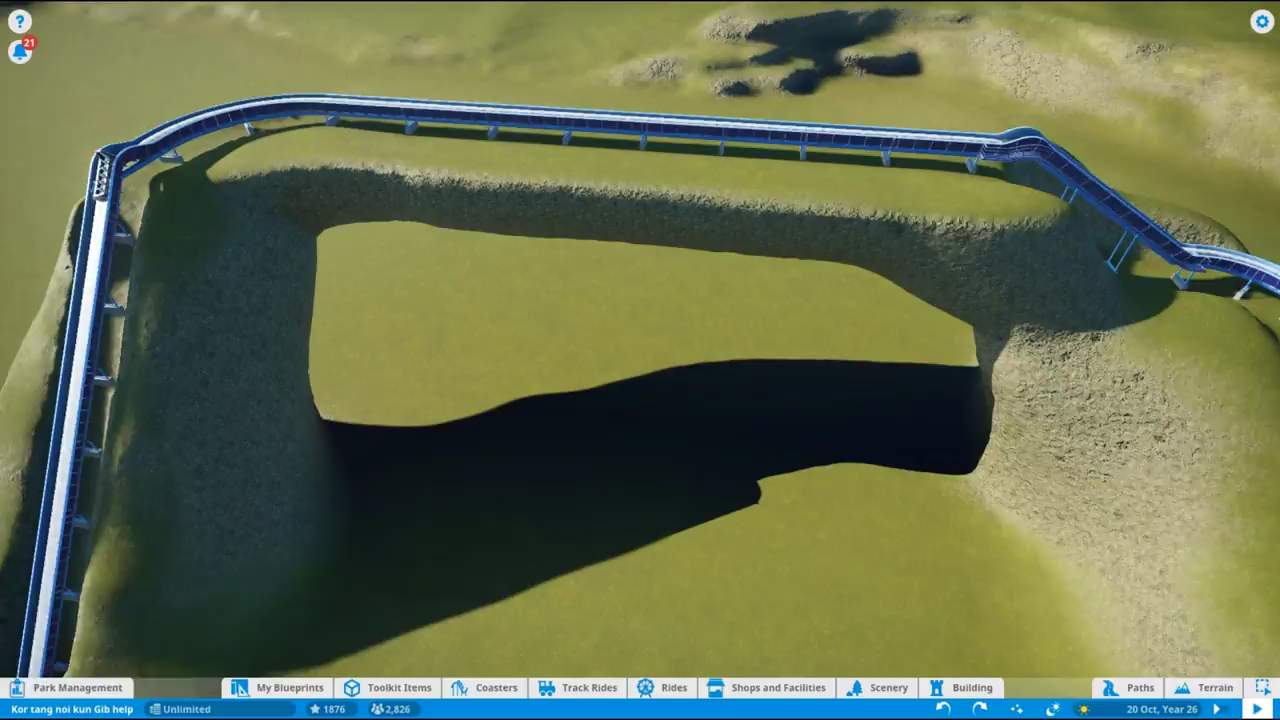 ?
21
Park Management
My Blueprints
Toolkit Items
Coasters
Track Rides
Rides
Shops and Facilities
Scenery
Building
Paths
Terrain
Kor tang noi kun Gib help
Unlimited
1876
2,826
20 Oct, Year 26